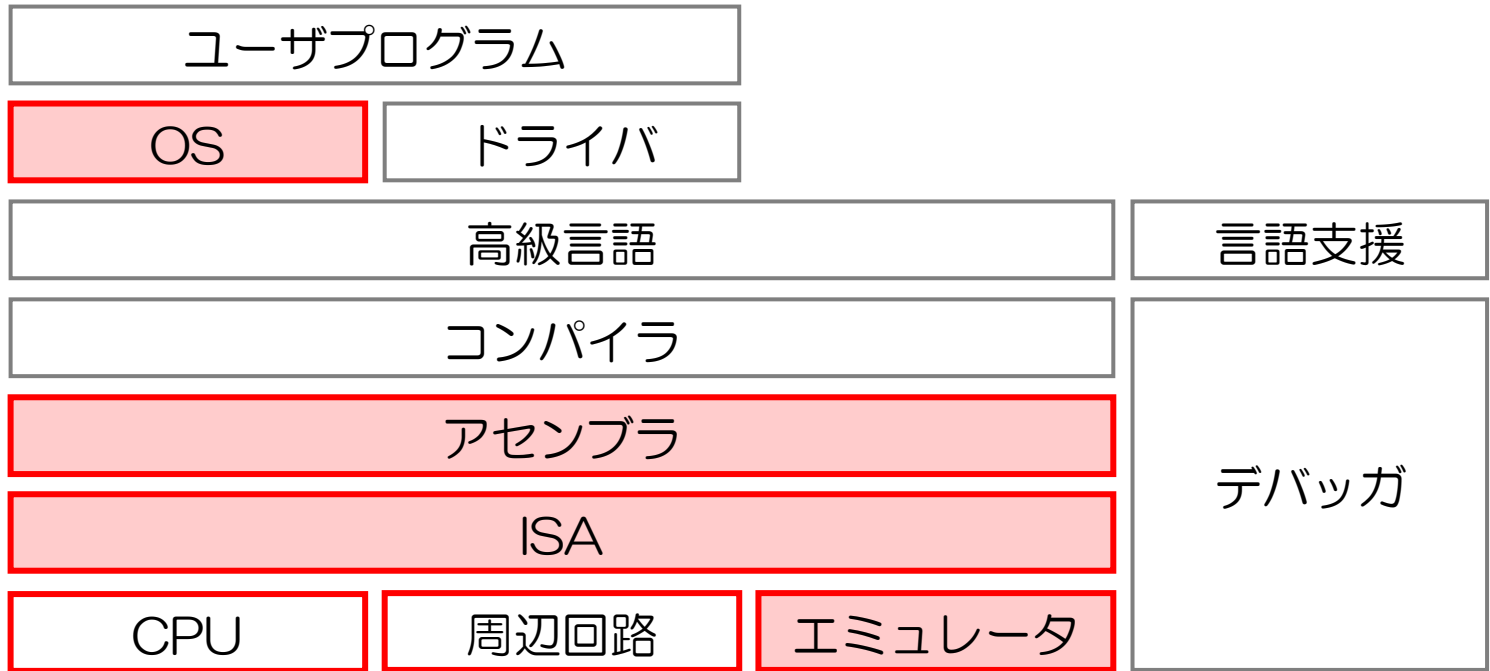 ユーザプログラム
OS
ドライバ
高級言語
言語支援
コンパイラ
アセンブラ
デバッガ
ISA
CPU
周辺回路
エミュレータ